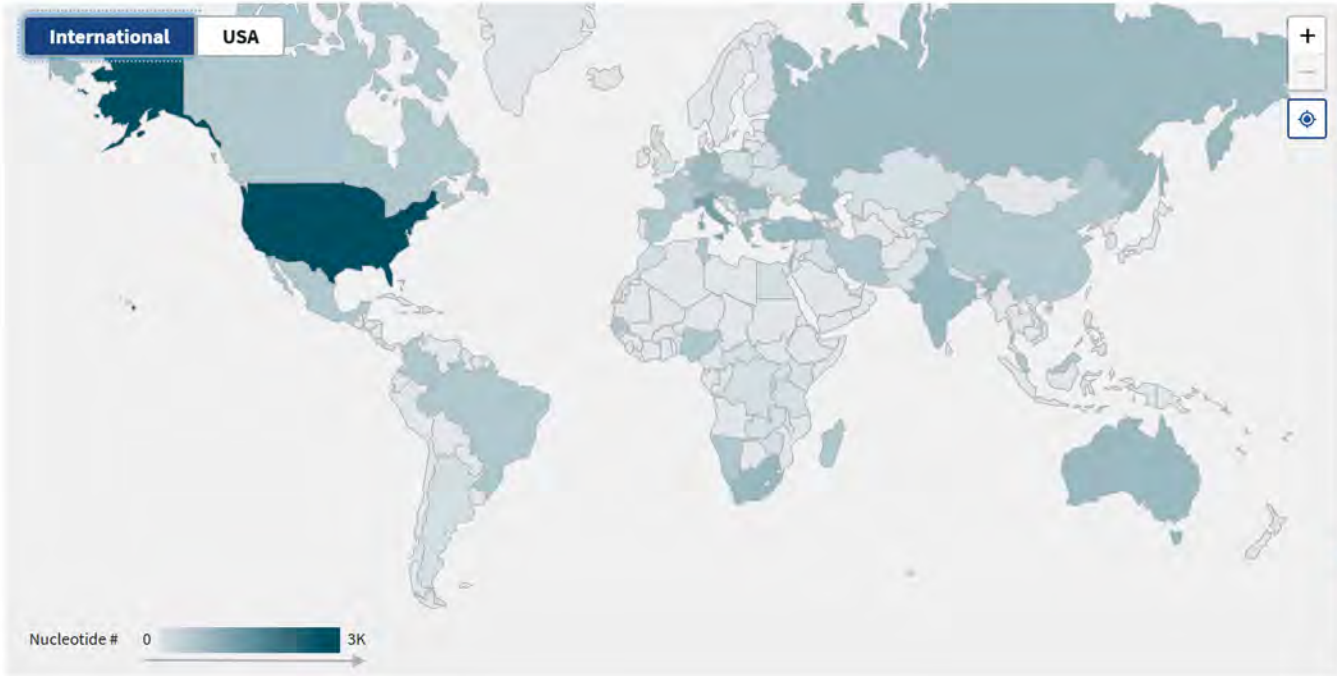 International USA
+
−
Nucleotide # 0 3K